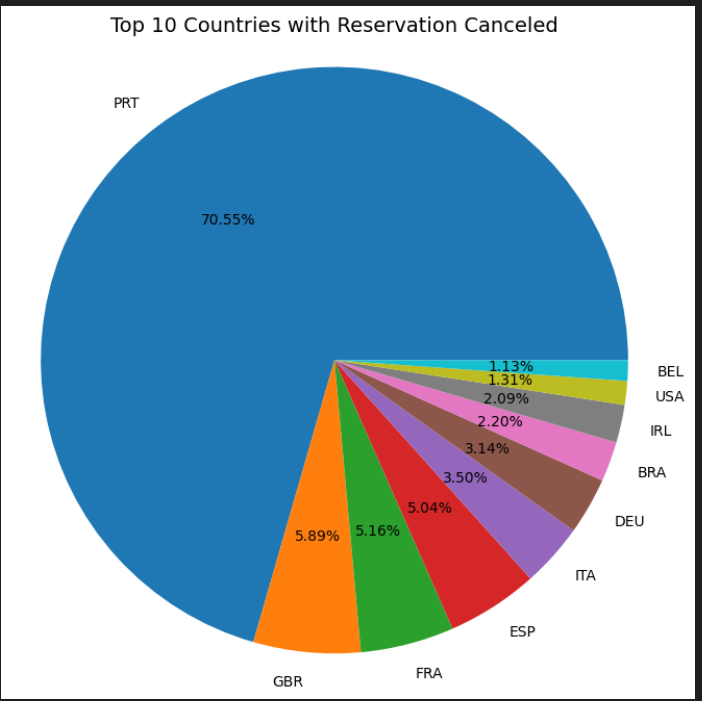 Top 10 Countries with Reservation Canceled
PRT
70.55%
1.13%
BEL
1.31%
USA
2.09%
IRL
2.20%
BRA
3.14%
DEU
3.50%
ITA
5.04%
ESP
5.16%
FRA
5.89%
GBR